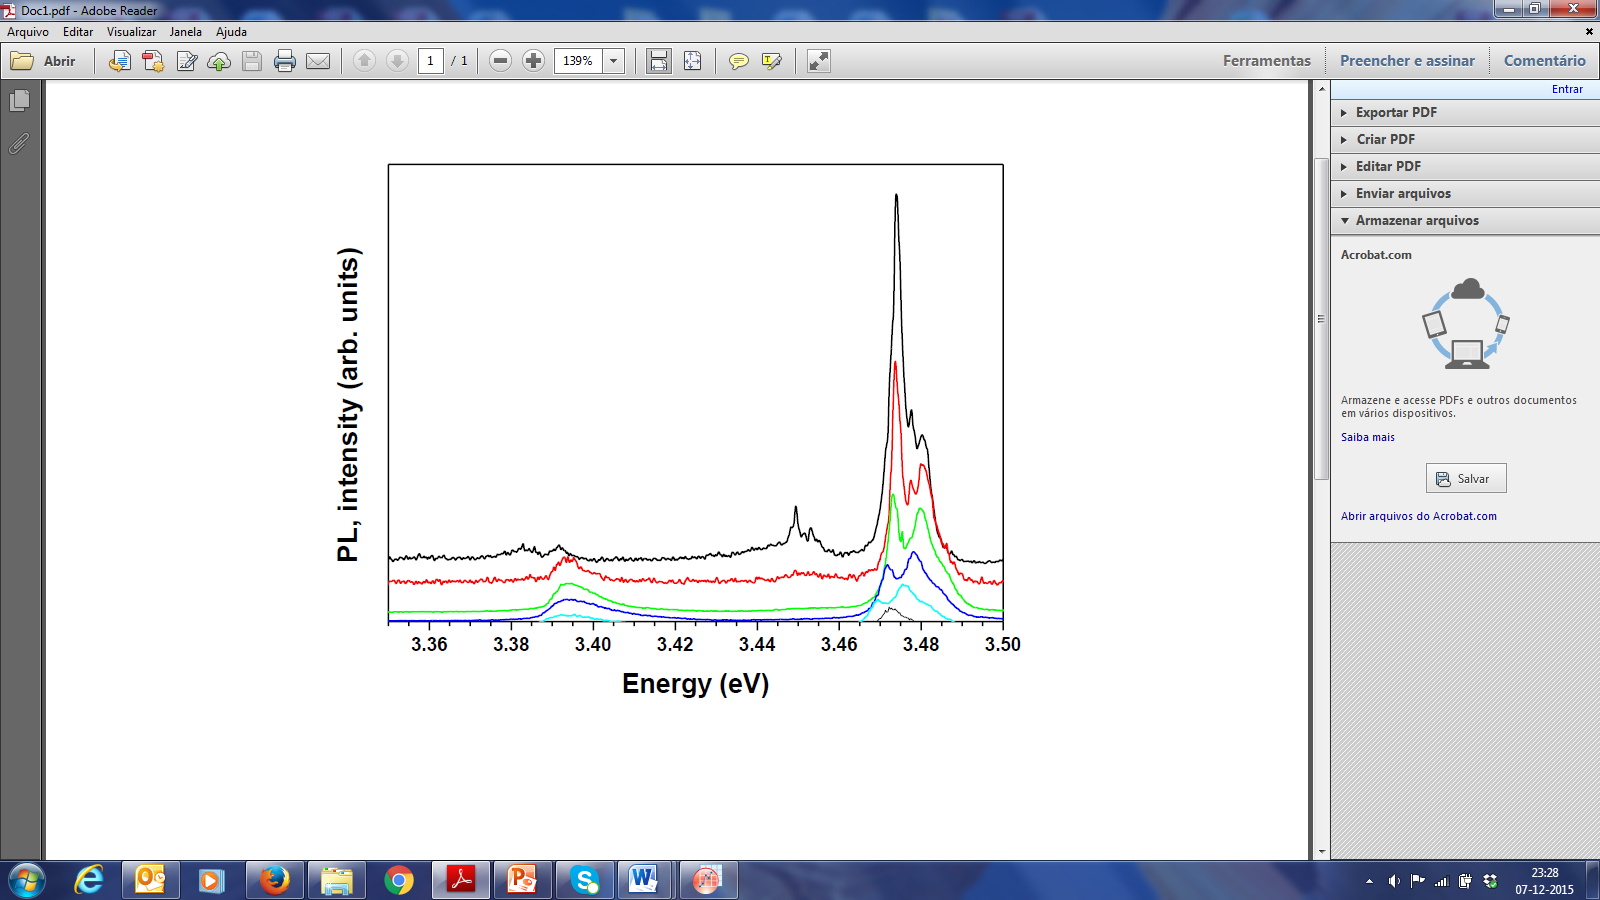 Doc1.pdf - Adobe Reader
Arquivo Editar Visualizar Janela Ajuda
Abrir 1 / 1 139% Ferramentas Preencher e assinar Comentário
Entrar
Exportar PDF
Criar PDF
Editar PDF
Enviar arquivos
Armazenar arquivos
Acrobat.com
Armazene e acesse PDFs e outros documentos
em vários dispositivos.
Saiba mais
Salvar
Abrir arquivos do Acrobat.com
PL, intensity (arb. units)
3.36 3.38 3.40 3.42 3.44 3.46 3.48 3.50
Energy (eV)
23:28
07-12-2015